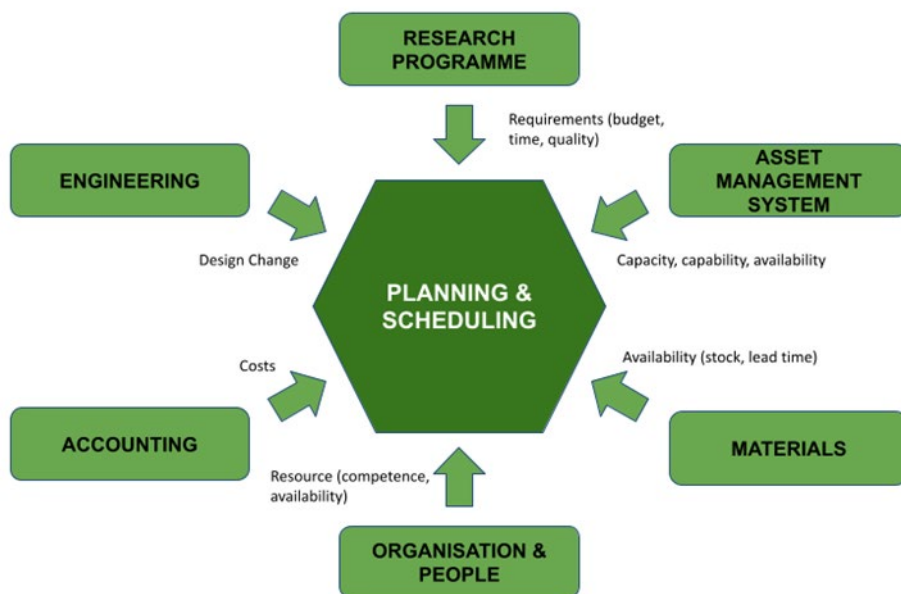 RESEARCH
PROGRAMME
Requirements (budget,
time, quality)
ENGINEERING
ASSET
MANAGEMENT
SYSTEM
Design Change
Capacity, capability, availability
PLANNING &
SCHEDULING
Costs
Availability (stock, lead time)
ACCOUNTING
MATERIALS
Resource (competence,
availability)
ORGANISATION &
PEOPLE